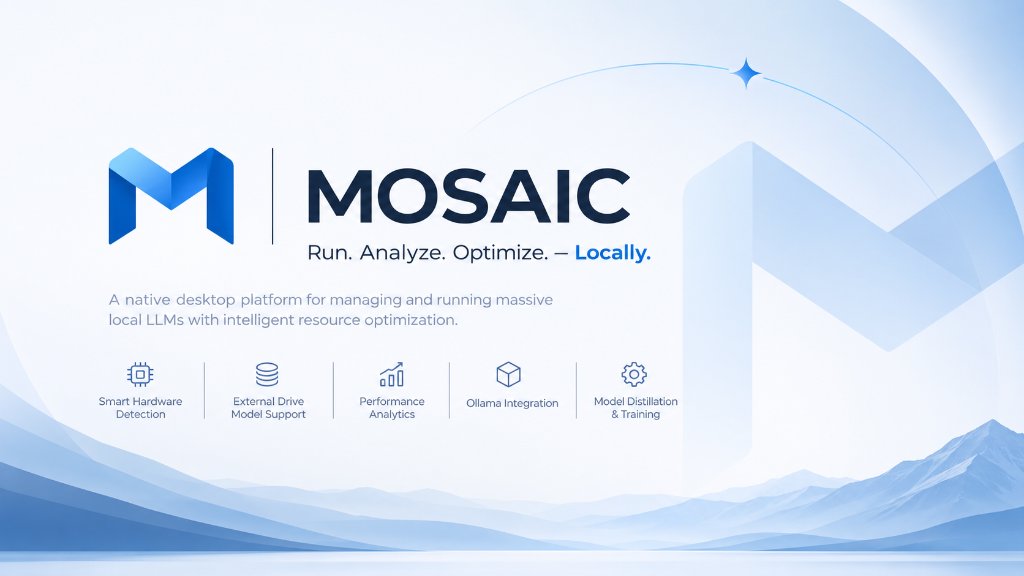 MOSAIC
Run. Analyze. Optimize. — Locally.
A native desktop platform for managing and running massive
local LLMs with intelligent resource optimization.
Smart Hardware
Detection
External Drive
Model Support
Performance
Analytics
Ollama Integration
Model Distillation
& Training